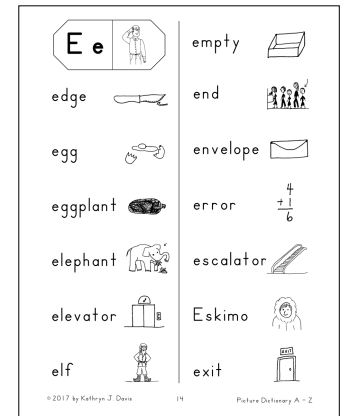 E e
edge
egg
eggplant
elephant
elevator
elf
empty
end
envelope
error
4
+ 1
6
escalator
Eskimo
exit
EXIT
© 2017 by Kathryn J. Davis
14
Picture Dictionary A - Z